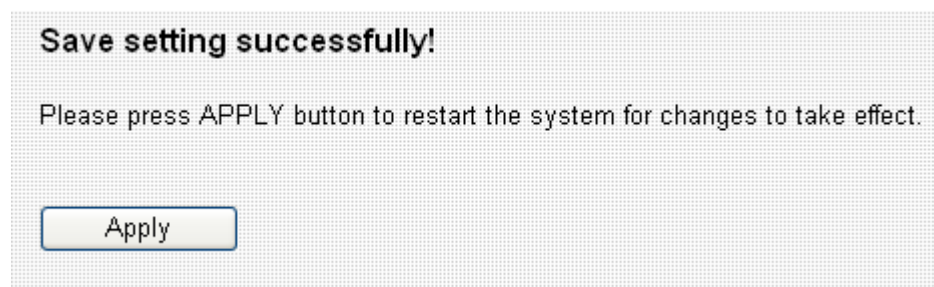 Save setting successfully!
Please press APPLY button to restart the system for changes to take effect.
Apply